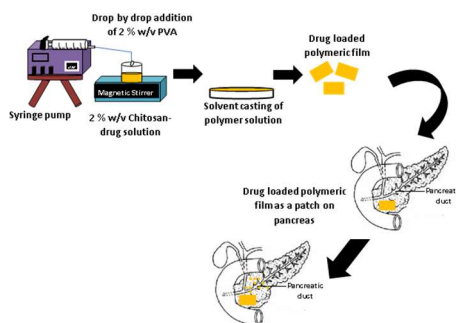 Drop by drop addition
of 2 % w/v PVA
Syringe pump
Magnetic Stirrer
2 % w/v Chitosan-
drug solution
Solvent casting of
polymer solution
Drug loaded
polymeric film
Drug loaded polymeric
film as a patch on
pancreas
Pancreat
duct
Pancreatic
duct